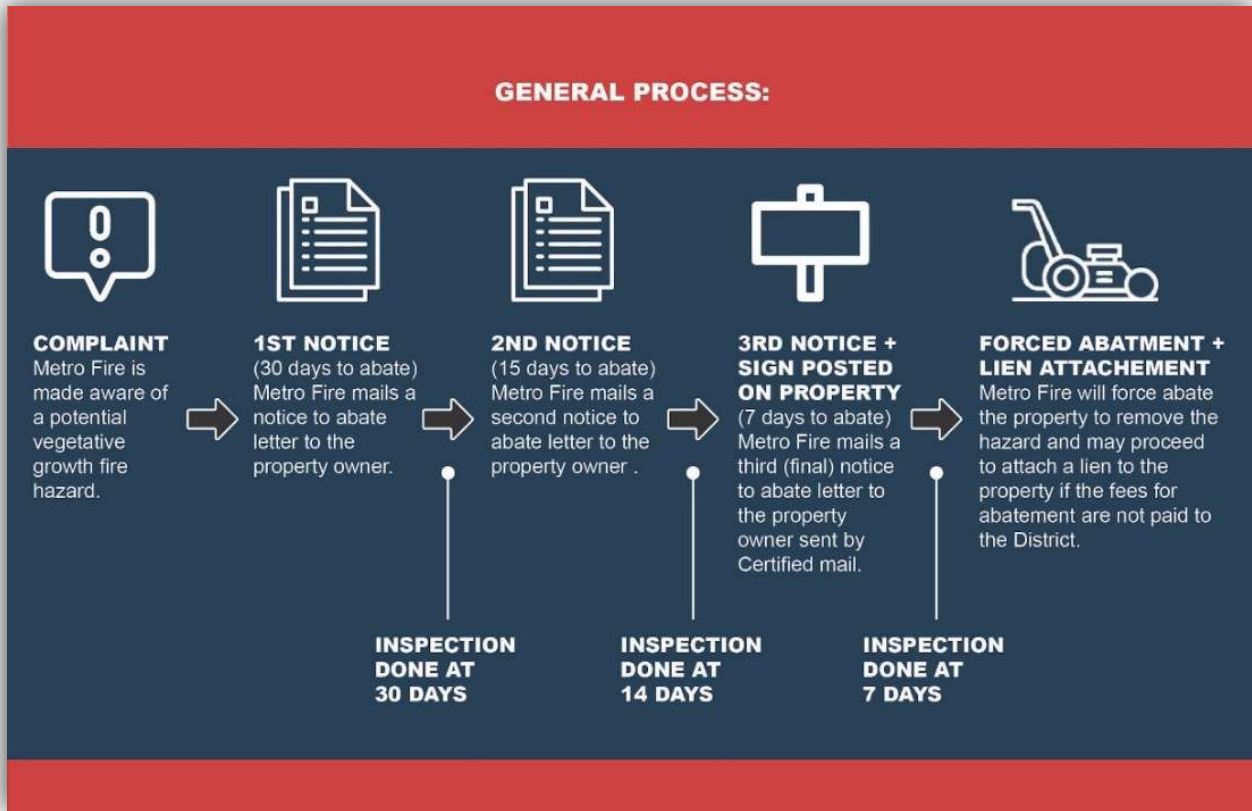 GENERAL PROCESS:
COMPLAINT
Metro Fire is
made aware of
a potential
vegetative
growth fire
hazard.
1ST NOTICE
(30 days to abate)
Metro Fire mails a
notice to abate
letter to the
property owner.
2ND NOTICE
(15 days to abate)
Metro Fire mails a
second notice to
abate letter to the
property owner .
3RD NOTICE +
SIGN POSTED
ON PROPERTY
(7 days to abate)
Metro Fire mails a
third (final) notice
to abate letter to
the property
owner sent by
Certified mail.
FORCED ABATMENT +
LIEN ATTACHEMENT
Metro Fire will force abate
the property to remove the
hazard and may proceed
to attach a lien to the
property if the fees for
abatement are not paid to
the District.
INSPECTION
DONE AT
30 DAYS
INSPECTION
DONE AT
14 DAYS
INSPECTION
DONE AT
7 DAYS